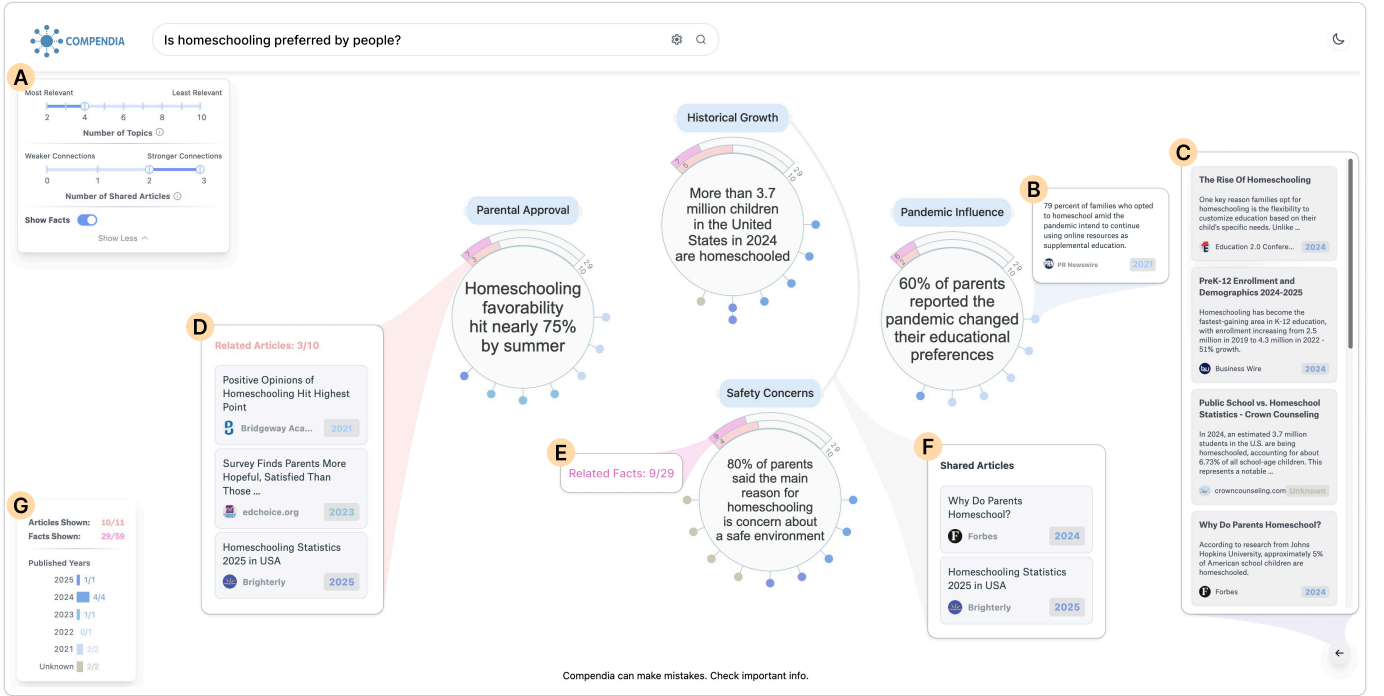 COMPENDIA
Is homeschooling preferred by people?
A
Most Relevant
Least Relevant
2
4
6
8
10
Number of Topics
Weaker Connections
Stronger Connections
0
1
2
3
Number of Shared Articles
Show Facts
Show Less
Historical Growth
29
10
More than 3.7
million children
in the United
States in 2024
are homeschooled
Parental Approval
7
3
29
10
Homeschooling
favorability
hit nearly 75%
by summer
Pandemic Influence
6
2
29
10
60% of parents
reported the
pandemic changed
their educational
preferences
Safety Concerns
9
4
29
10
80% of parents
said the main
reason for
homeschooling
is concern about
a safe environment
B
79 percent of families who opted
to homeschool amid the
pandemic intend to continue
using online resources as
supplemental education.
PR Newswire
2021
C
The Rise Of Homeschooling
One key reason families opt for
homeschooling is the flexibility to
customize education based on their
child's specific needs. Unlike ...
Education 2.0 Confere...
2024
PreK-12 Enrollment and
Demographics 2024-2025
Homeschooling has become the
fastest-gaining area in K-12 education,
with enrollment increasing from 2.5
million in 2019 to 4.3 million in 2022 -
51% growth.
Business Wire
2024
Public School vs. Homeschool
Statistics - Crown Counseling
In 2024, an estimated 3.7 million
students in the U.S. are being
homeschooled, accounting for about
6.73% of all school-age children. This
represents a notable ...
crowncounseling.com
Unknown
Why Do Parents Homeschool?
According to research from Johns
Hopkins University, approximately 5%
of American school children are
homeschooled.
Forbes
2024
D
Related Articles: 3/10
Positive Opinions of
Homeschooling Hit Highest
Point
Bridgeway Aca...
2021
Survey Finds Parents More
Hopeful, Satisfied Than
Those ...
edchoice.org
2023
Homeschooling Statistics
2025 in USA
Brighterly
2025
E
Related Facts: 9/29
F
Shared Articles
Why Do Parents
Homeschool?
Forbes
2024
Homeschooling Statistics
2025 in USA
Brighterly
2025
G
Articles Shown: 10/11
Facts Shown: 29/59
Published Years
2025 1/1
2024 4/4
2023 1/1
2022 0/1
2021 2/2
Unknown 2/2
Compendia can make mistakes. Check important info.